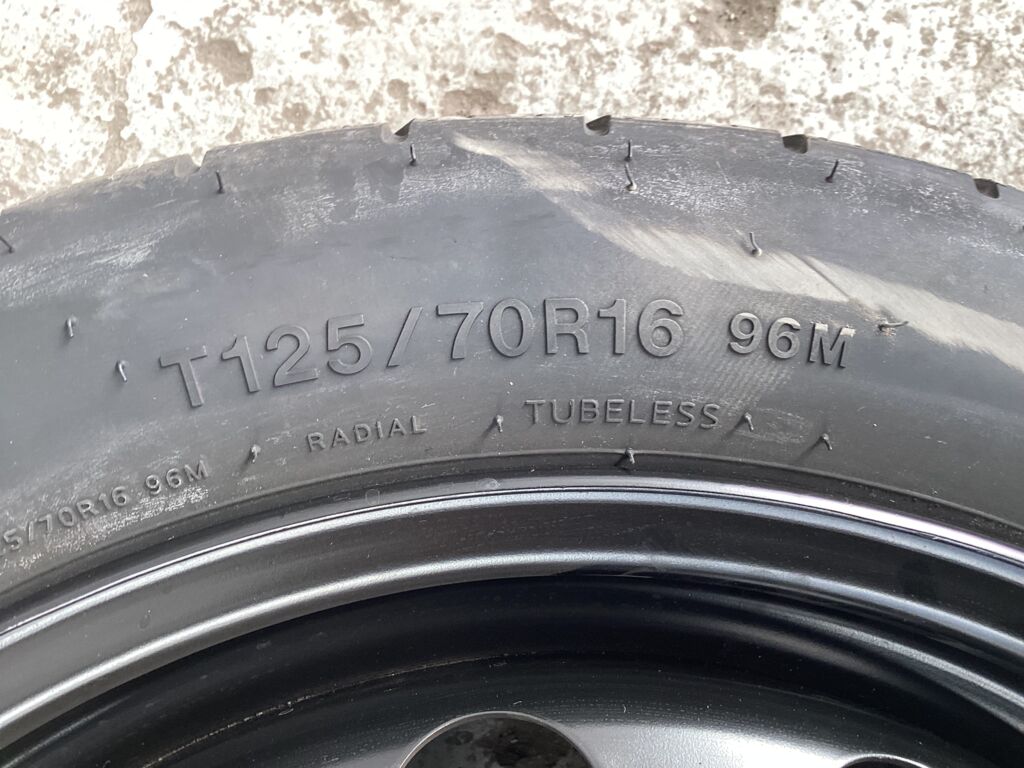 T125/70R16 96M
RADIAL TUBELESS
5/70R16 96M